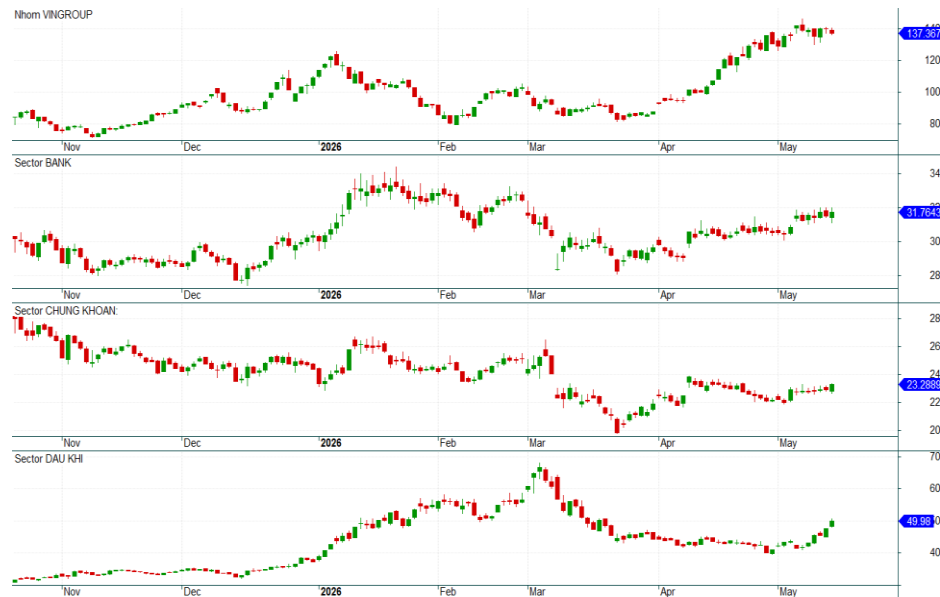 Nhom VINGROUP
140
137.367
120
100
80
Nov Dec 2026 Feb Mar Apr May
Sector BANK
34
31.7643
30
28
Nov Dec 2026 Feb Mar Apr May
Sector CHUNG KHOAN:
28
26
24
23.2889
22
20
Nov Dec 2026 Feb Mar Apr May
Sector DAU KHI
70
60
49.98
40
Nov Dec 2026 Feb Mar Apr May